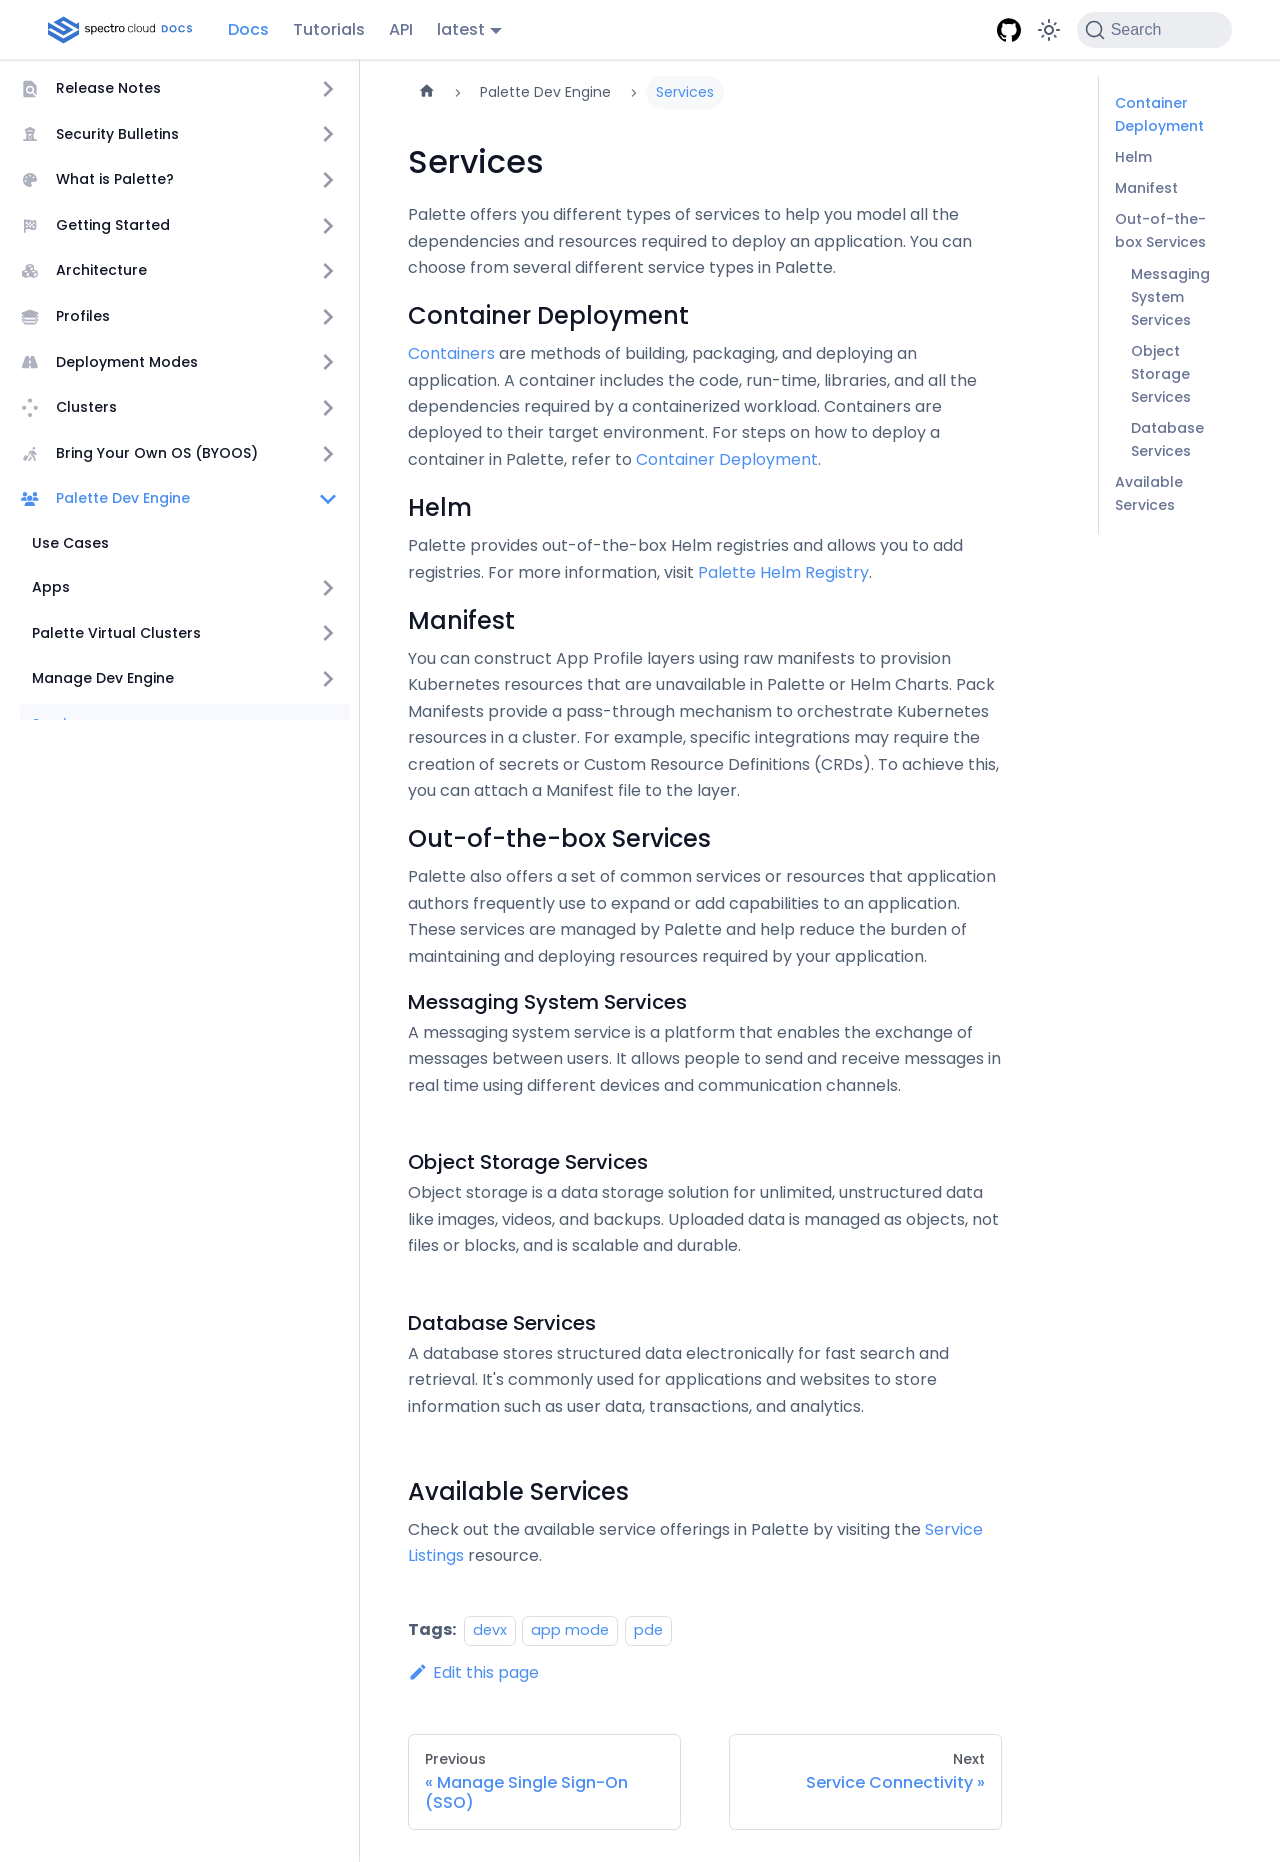 spectro cloud DOCS
Docs
Tutorials
API
latest
Search
Release Notes
Security Bulletins
What is Palette?
Getting Started
Architecture
Profiles
Deployment Modes
Clusters
Bring Your Own OS (BYOOS)
Palette Dev Engine
Use Cases
Apps
Palette Virtual Clusters
Manage Dev Engine
Palette Dev Engine
Services
Services
Palette offers you different types of services to help you model all the
dependencies and resources required to deploy an application. You can
choose from several different service types in Palette.
Container Deployment
Containers are methods of building, packaging, and deploying an
application. A container includes the code, run-time, libraries, and all the
dependencies required by a containerized workload. Containers are
deployed to their target environment. For steps on how to deploy a
container in Palette, refer to Container Deployment.
Helm
Palette provides out-of-the-box Helm registries and allows you to add
registries. For more information, visit Palette Helm Registry.
Manifest
You can construct App Profile layers using raw manifests to provision
Kubernetes resources that are unavailable in Palette or Helm Charts. Pack
Manifests provide a pass-through mechanism to orchestrate Kubernetes
resources in a cluster. For example, specific integrations may require the
creation of secrets or Custom Resource Definitions (CRDs). To achieve this,
you can attach a Manifest file to the layer.
Out-of-the-box Services
Palette also offers a set of common services or resources that application
authors frequently use to expand or add capabilities to an application.
These services are managed by Palette and help reduce the burden of
maintaining and deploying resources required by your application.
Messaging System Services
A messaging system service is a platform that enables the exchange of
messages between users. It allows people to send and receive messages in
real time using different devices and communication channels.
Object Storage Services
Object storage is a data storage solution for unlimited, unstructured data
like images, videos, and backups. Uploaded data is managed as objects, not
files or blocks, and is scalable and durable.
Database Services
A database stores structured data electronically for fast search and
retrieval. It's commonly used for applications and websites to store
information such as user data, transactions, and analytics.
Available Services
Check out the available service offerings in Palette by visiting the Service
Listings resource.
Tags: devx app mode pde
Edit this page
Previous
« Manage Single Sign-On
(SSO)
Next
Service Connectivity »
Container
Deployment
Helm
Manifest
Out-of-the-
box Services
Messaging
System
Services
Object
Storage
Services
Database
Services
Available
Services